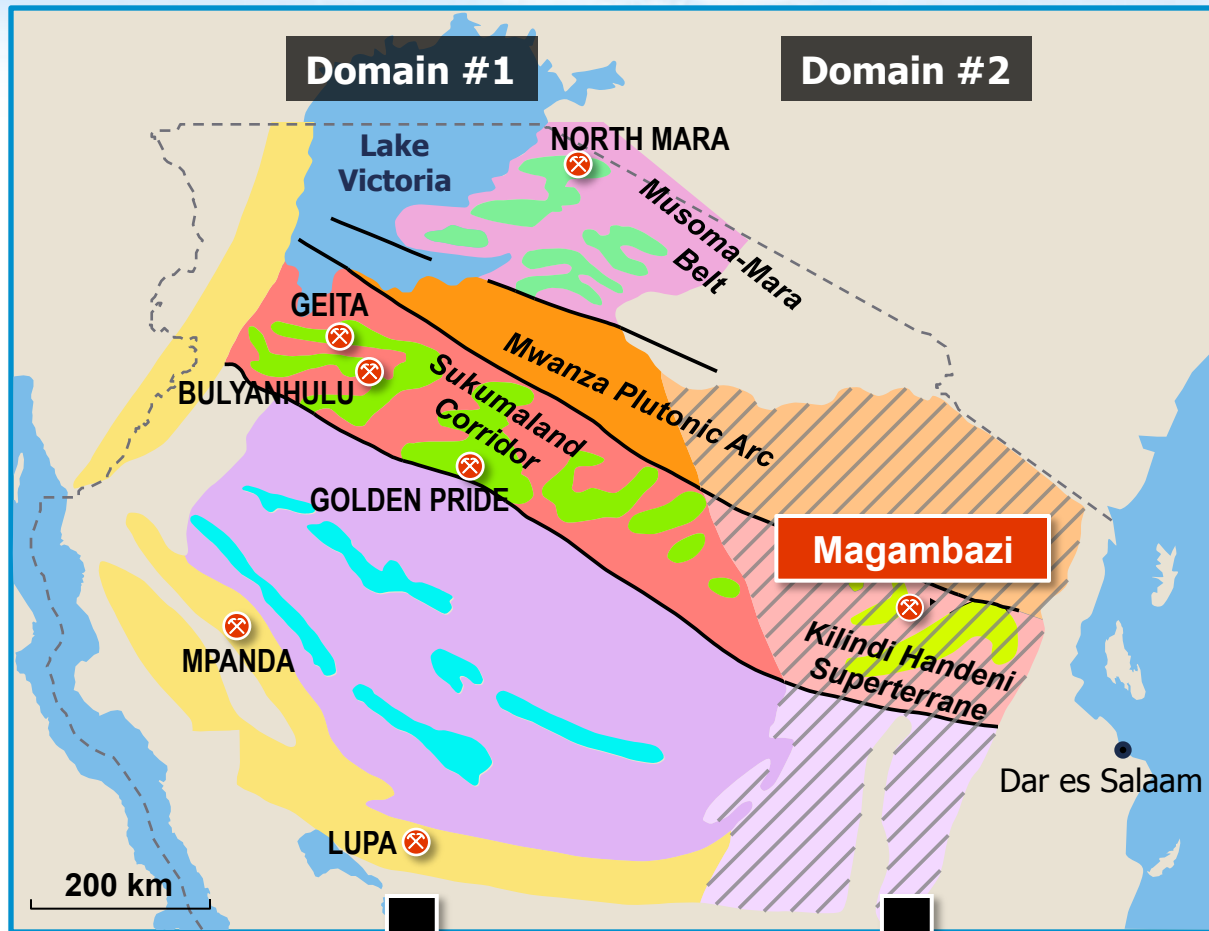 Domain #1
Domain #2
NORTH MARA
Lake
Victoria
Musoma-Mara
Belt
GEITA
Mwanza Plutonic Arc
Sukumaland
Corridor
BULYANHULU
GOLDEN PRIDE
Magambazi
Kilindi Handeni
Superterrane
MPANDA
Dar es Salaam
LUPA
200 km